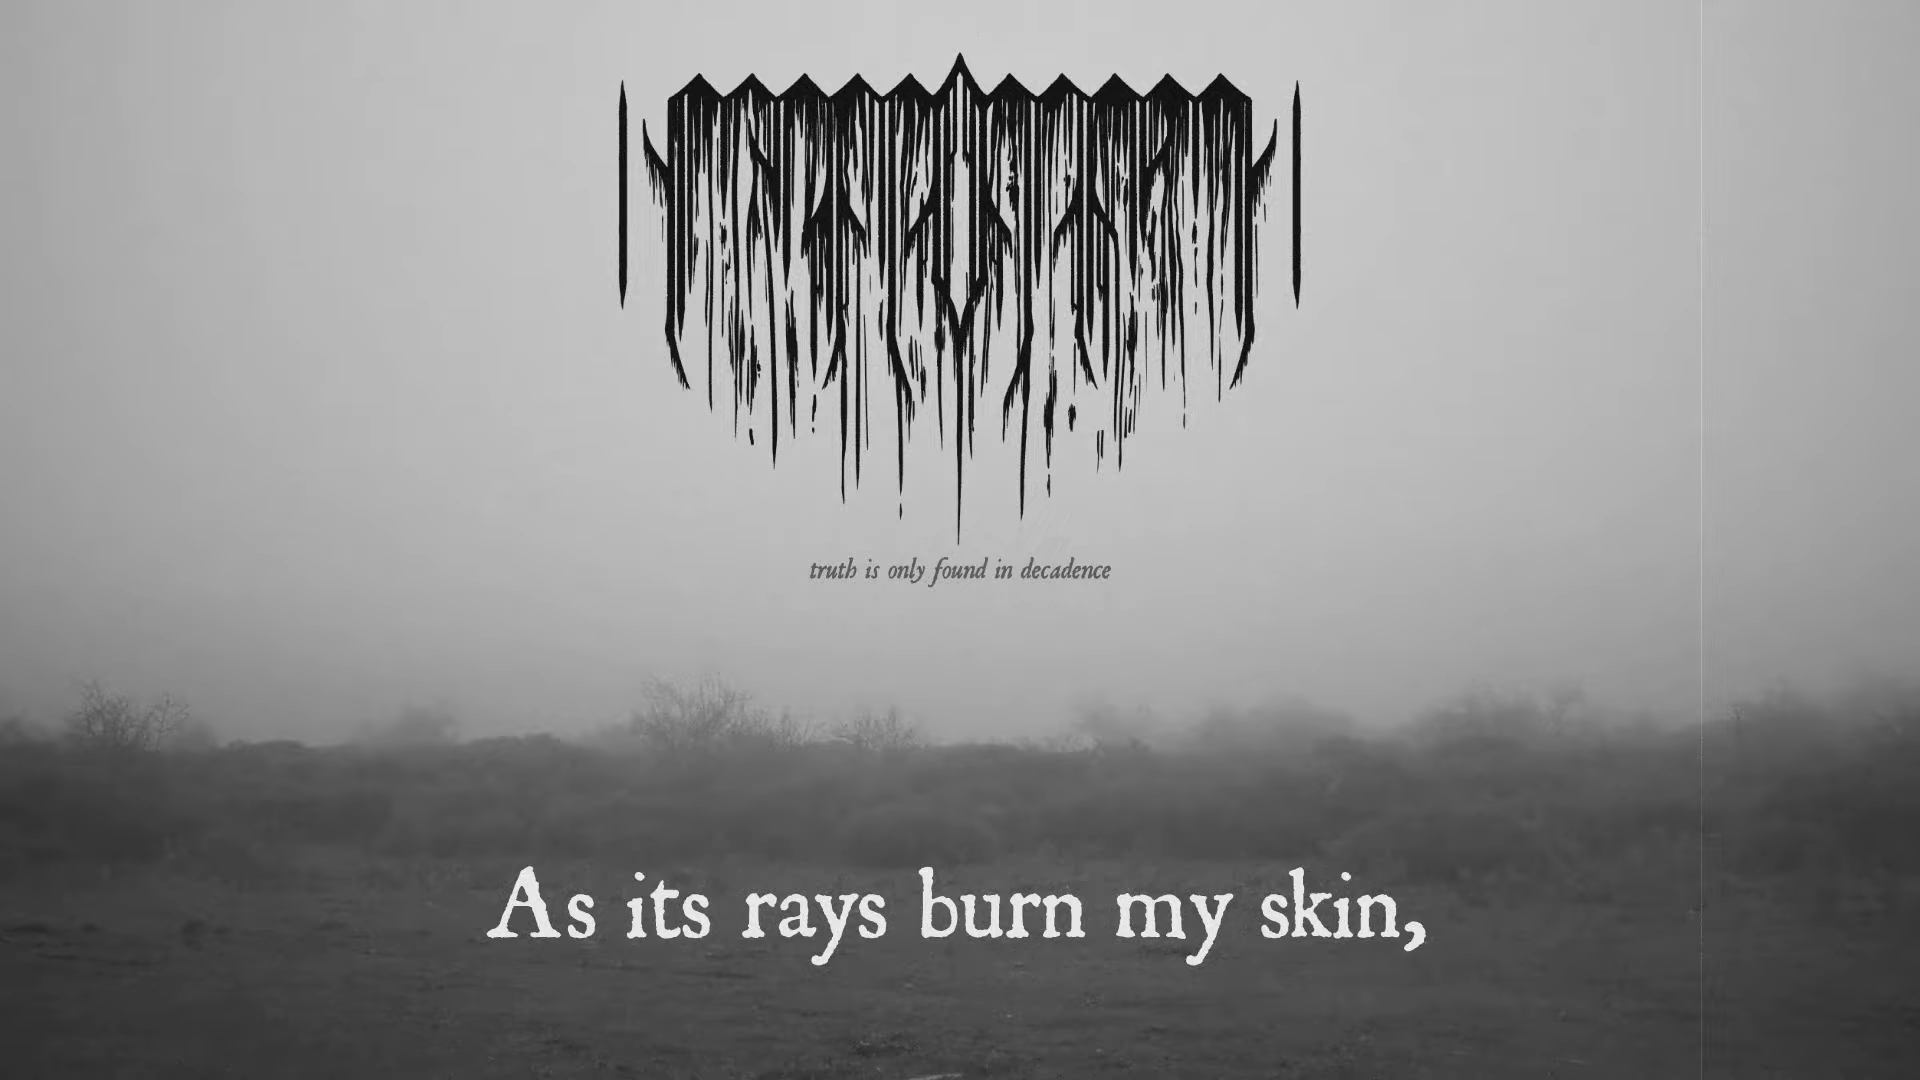 truth is only found in decadence
As its rays burn my skin,